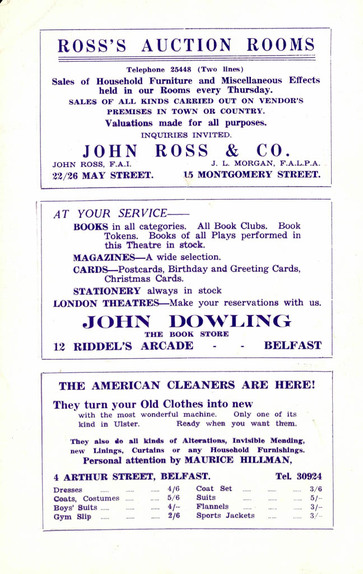 ROSS'S AUCTION ROOMS
Telephone 25448 (Two lines)
Sales of Household Furniture and Miscellaneous Effects
held in our Rooms every Thursday.
SALES OF ALL KINDS CARRIED OUT ON VENDOR'S
PREMISES IN TOWN OR COUNTRY.
Valuations made for all purposes.
INQUIRIES INVITED.
JOHN ROSS & CO.
JOHN ROSS, F.A.I. J. L. MORGAN, F.A.L.P.A.
22/26 MAY STREET. 15 MONTGOMERY STREET.
AT YOUR SERVICE—
BOOKS in all categories. All Book Clubs. Book
Tokens. Books of all Plays performed in
this Theatre in stock.
MAGAZINES—A wide selection.
CARDS—Postcards, Birthday and Greeting Cards,
Christmas Cards.
STATIONERY always in stock
LONDON THEATRES—Make your reservations with us.
JOHN DOWLING
THE BOOK STORE
12 RIDDEL'S ARCADE - - BELFAST
THE AMERICAN CLEANERS ARE HERE!
They turn your Old Clothes into new
with the most wonderful machine. Only one of its
kind in Ulster. Ready when you want them.
They also do all kinds of Alterations, Invisible Mending,
new Linings, Curtains or any Household Furnishings.
Personal attention by MAURICE HILLMAN,
4 ARTHUR STREET, BELFAST. Tel. 30924
Dresses .... .... .... 4/6 Coat Set .... .... .... 3/6
Coats, Costumes .... .... 5/6 Suits .... .... .... 5/-
Boys' Suits .... .... .... 4/- Flannels .... .... .... 3/-
Gym Slip .... .... .... 2/6 Sports Jackets .... .... 3/-